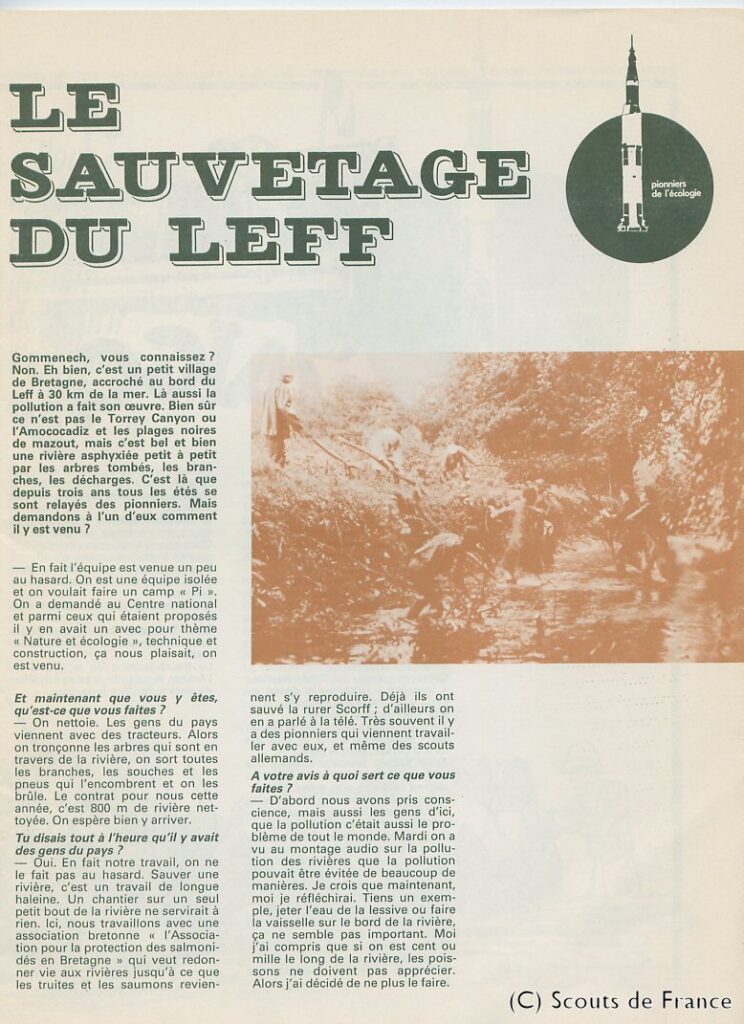 LE
SAUVETAGE
DU LEFF
pionniers
de l'écologie
Gommenech, vous connaissez ?
Non. Eh bien, c'est un petit village
de Bretagne, accroché au bord du
Leff à 30 km de la mer. Là aussi la
pollution a fait son œuvre. Bien sûr
ce n'est pas le Torrey Canyon ou
l'Amococadiz et les plages noires
de mazout, mais c'est bel et bien
une rivière asphyxiée petit à petit
par les arbres tombés, les bran-
ches, les décharges. C'est là que
depuis trois ans tous les étés se
sont relayés des pionniers. Mais
demandons à l'un d'eux comment
il y est venu ?
— En fait l'équipe est venue un peu
au hasard. On est une équipe isolée
et on voulait faire un camp « Pi ».
On a demandé au Centre national
et parmi ceux qui étaient proposés
il y en avait un avec pour thème
« Nature et écologie », technique et
construction, ça nous plaisait, on
est venu.
Et maintenant que vous y êtes,
qu'est-ce que vous faites ?
— On nettoie. Les gens du pays
viennent avec des tracteurs. Alors
on tronçonne les arbres qui sont en
travers de la rivière, on sort toutes
les branches, les souches et les
pneus qui l'encombrent et on les
brûle. Le contrat pour nous cette
année, c'est 800 m de rivière net-
toyée. On espère bien y arriver.
Tu disais tout à l'heure qu'il y avait
des gens du pays ?
— Oui. En fait notre travail, on ne
le fait pas au hasard. Sauver une
rivière, c'est un travail de longue
haleine. Un chantier sur un seul
petit bout de la rivière ne servirait à
rien. Ici, nous travaillons avec une
association bretonne « l'Associa-
tion pour la protection des salmoni-
dés en Bretagne » qui veut redon-
ner vie aux rivières jusqu'à ce que
les truites et les saumons revien-
nent s'y reproduire. Déjà ils ont
sauvé la rurer Scorff ; d'ailleurs on
en a parlé à la télé. Très souvent il y
a des pionniers qui viennent travail-
ler avec eux, et même des scouts
allemands.
A votre avis à quoi sert ce que vous
faites ?
— D'abord nous avons pris cons-
cience, mais aussi les gens d'ici,
que la pollution c'était aussi le pro-
blème de tout le monde. Mardi on a
vu au montage audio sur la pollu-
tion des rivières que la pollution
pouvait être évitée de beaucoup de
manières. Je crois que maintenant,
moi je réfléchirai. Tiens un exem-
ple, jeter l'eau de la lessive ou faire
la vaisselle sur le bord de la rivière,
ça ne semble pas important. Moi
j'ai compris que si on est cent ou
mille le long de la rivière, les pois-
sons ne doivent pas apprécier.
Alors j'ai décidé de ne plus le faire.
(C) Scouts de France